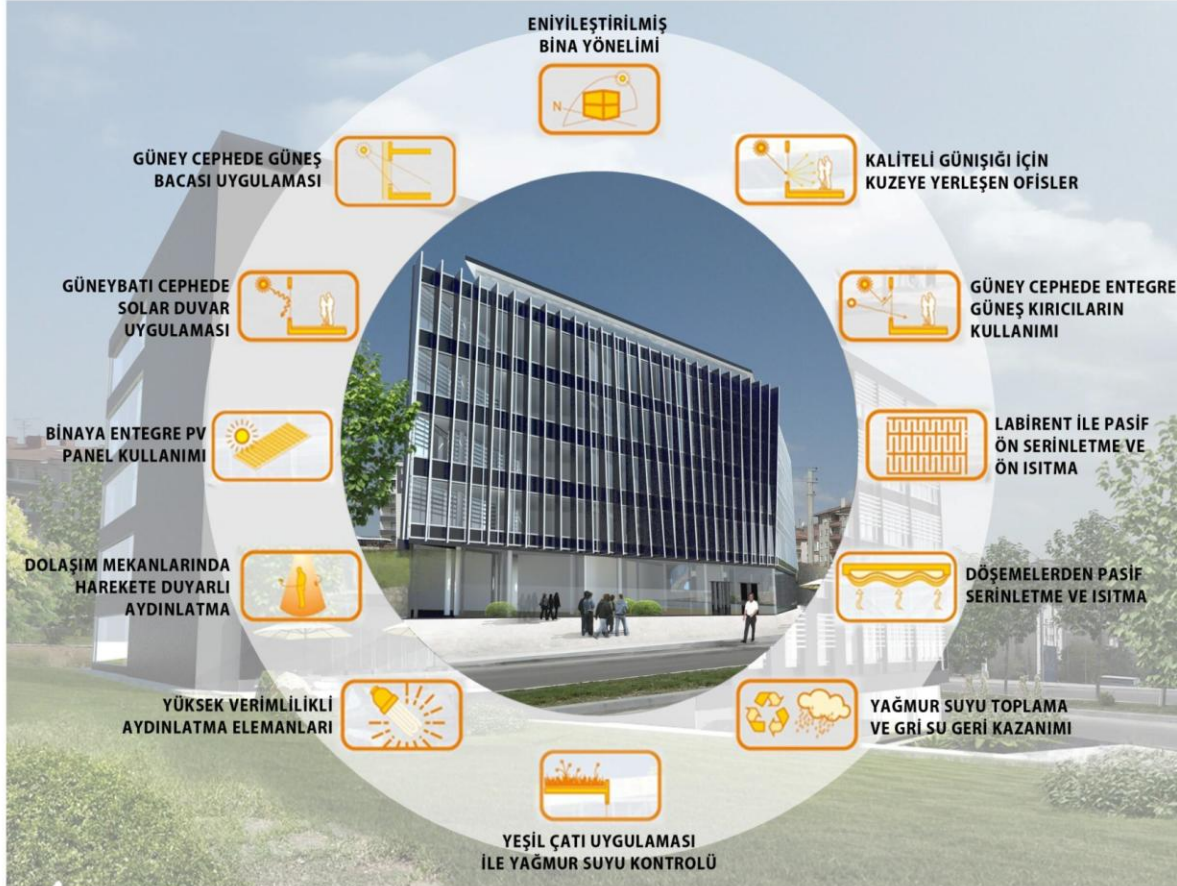 ENİYİLEŞTİRİLMİŞ
BİNA YÖNELİMİ
N
KALİTELİ GÜNIŞIĞI İÇİN
KUZEYE YERLEŞEN OFİSLER
GÜNEY CEPHEDE ENTEGRE
GÜNEŞ KIRICILARIN
KULLANIMI
LABİRENT İLE PASİF
ÖN SERİNLETME VE
ÖN ISITMA
DÖŞEMELERDEN PASİF
SERİNLETME VE ISITMA
YAĞMUR SUYU TOPLAMA
VE GRİ SU GERİ KAZANIMI
YEŞİL ÇATI UYGULAMASI
İLE YAĞMUR SUYU KONTROLÜ
YÜKSEK VERİMLİLİKLİ
AYDINLATMA ELEMANLARI
DOLAŞIM MEKANLARINDA
HAREKETE DUYARLI
AYDINLATMA
BİNAYA ENTEGRE PV
PANEL KULLANIMI
GÜNEYBATI CEPHEDE
SOLAR DUVAR
UYGULAMASI
GÜNEY CEPHEDE GÜNEŞ
BACASI UYGULAMASI